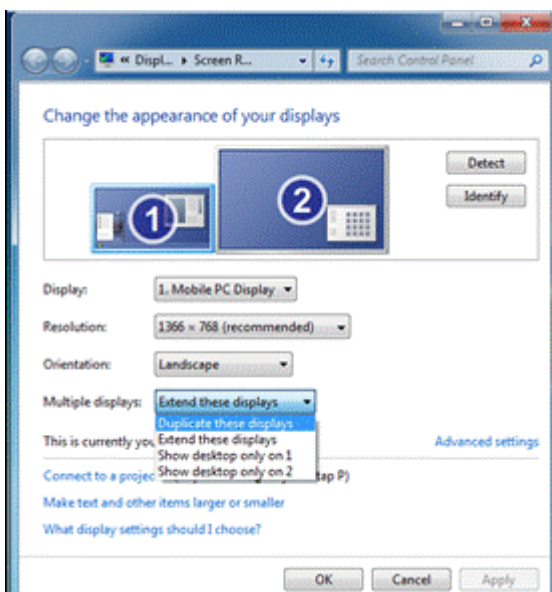 « Displ... ▸ Screen R...
Search Control Panel
Change the appearance of your displays
1
2
Detect
Identify
Display: 1. Mobile PC Display
Resolution: 1366 × 768 (recommended)
Orientation: Landscape
Multiple displays: Extend these displays
Duplicate these displays
This is currently you
Extend these displays
Advanced settings
Show desktop only on 1
Connect to a projec
Show desktop only on 2
tap P)
Make text and other items larger or smaller
What display settings should I choose?
OK Cancel Apply